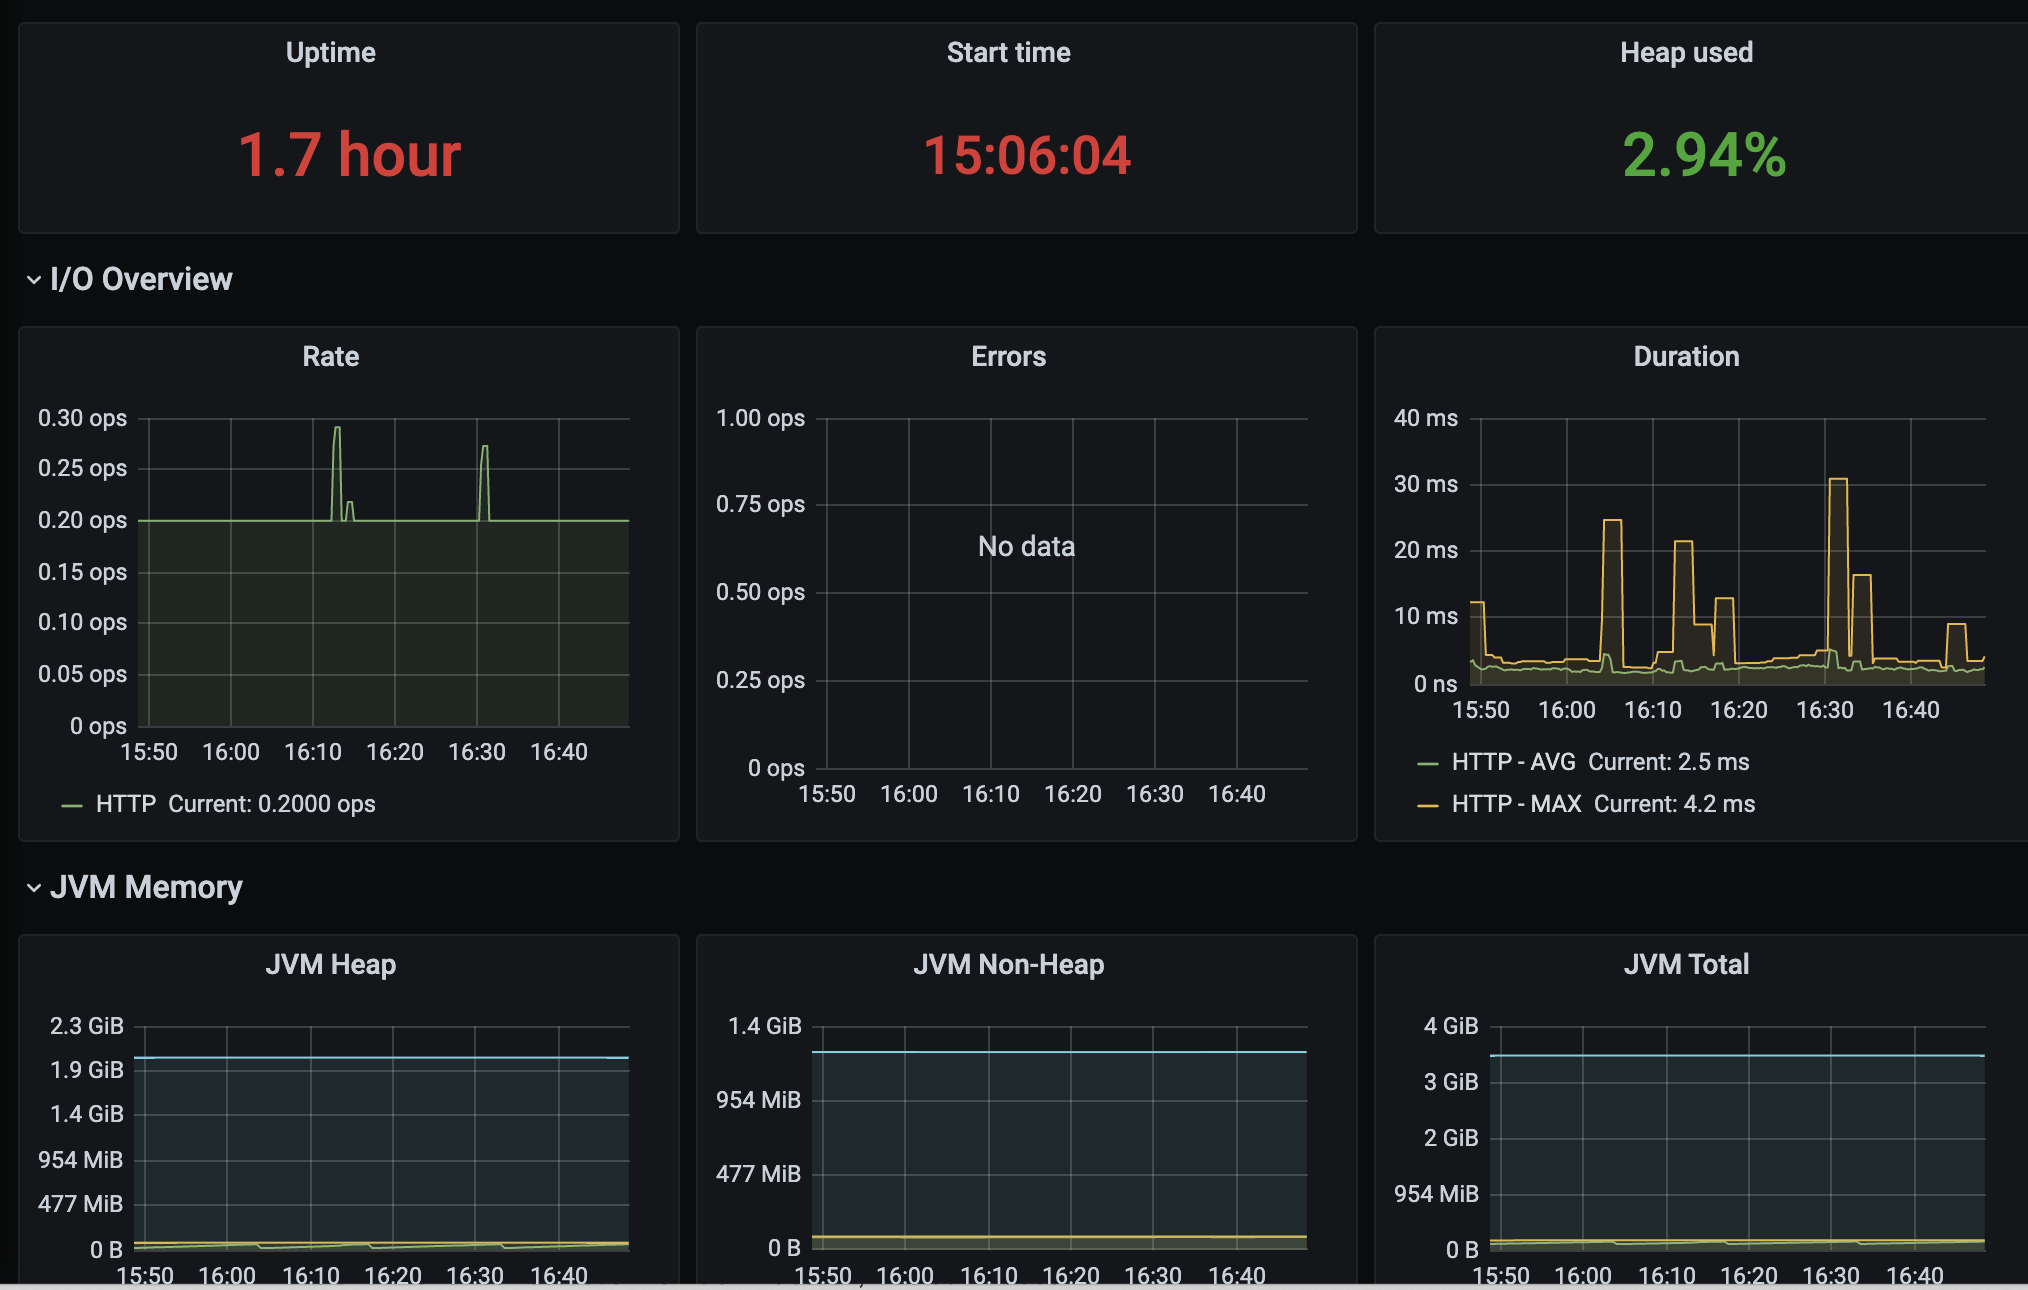 Uptime
1.7 hour
Start time
15:06:04
Heap used
2.94%
I/O Overview
Rate
0.30 ops
0.25 ops
0.20 ops
0.15 ops
0.10 ops
0.05 ops
0 ops
15:50 16:00 16:10 16:20 16:30 16:40
HTTP Current: 0.2000 ops
Errors
1.00 ops
0.75 ops
0.50 ops
0.25 ops
0 ops
No data
15:50 16:00 16:10 16:20 16:30 16:40
Duration
40 ms
30 ms
20 ms
10 ms
0 ns
15:50 16:00 16:10 16:20 16:30 16:40
HTTP - AVG Current: 2.5 ms
HTTP - MAX Current: 4.2 ms
JVM Memory
JVM Heap
2.3 GiB
1.9 GiB
1.4 GiB
954 MiB
477 MiB
0 B
15:50 16:00 16:10 16:20 16:30 16:40
JVM Non-Heap
1.4 GiB
954 MiB
477 MiB
0 B
15:50 16:00 16:10 16:20 16:30 16:40
JVM Total
4 GiB
3 GiB
2 GiB
954 MiB
0 B
15:50 16:00 16:10 16:20 16:30 16:40